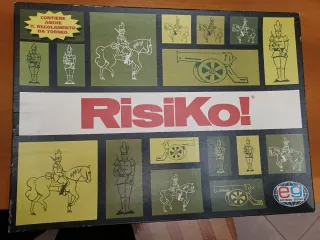 CONTIENE
ANCHE
IL REGOLAMENTO
DA TORNEO
RisiKo!
eg